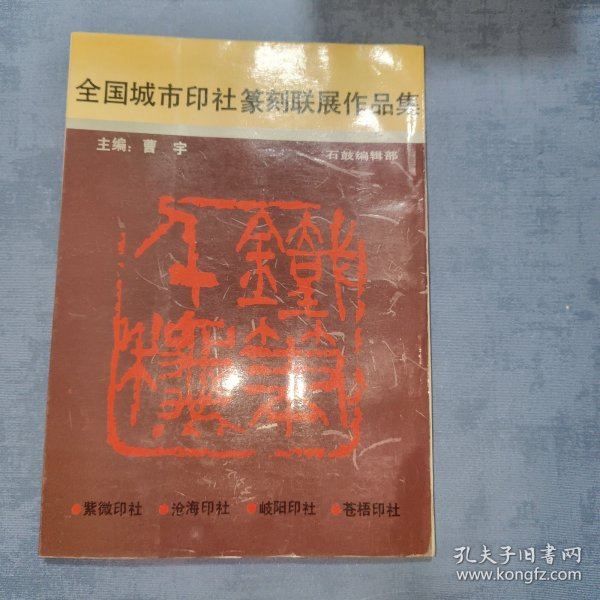 全国城市印社篆刻联展作品集
主编：曹 宇
石鼓编辑部
●紫微印社 ●沧海印社 ●岐阳印社 ●苍梧印社
孔夫子旧书网
www.kongfz.com